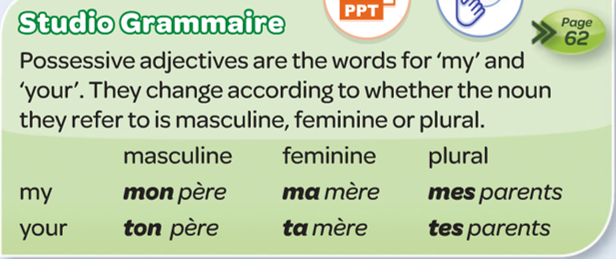 Studio Grammaire
PPT
Page
62
Possessive adjectives are the words for ‘my’ and
‘your’. They change according to whether the noun
they refer to is masculine, feminine or plural.
masculine feminine plural
my mon père ma mère mes parents
your ton père ta mère tes parents